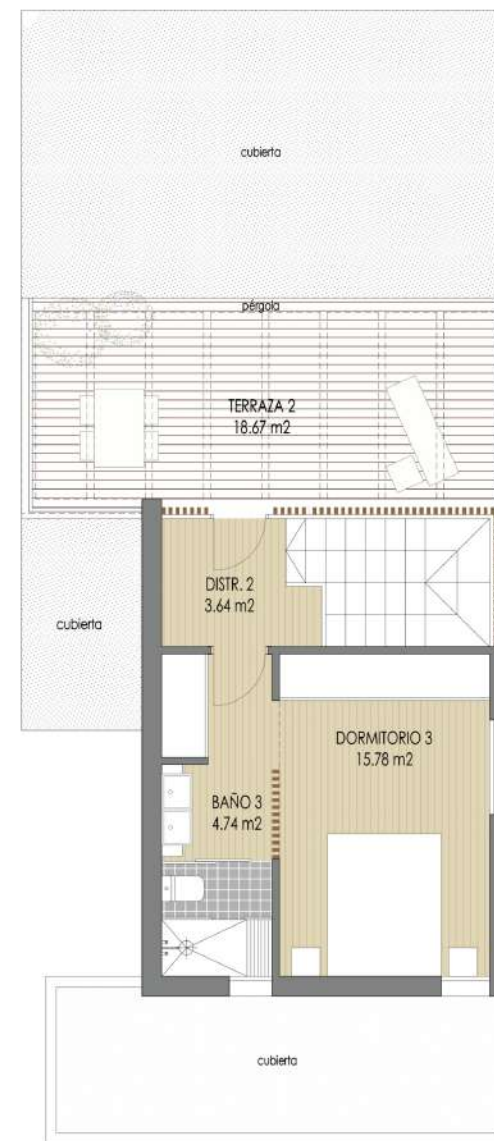 cubierta
pérgola
TERRAZA 2
18.67 m2
DISTR. 2
3.64 m2
cubierta
DORMITORIO 3
15.78 m2
BAÑO 3
4.74 m2
cubierta